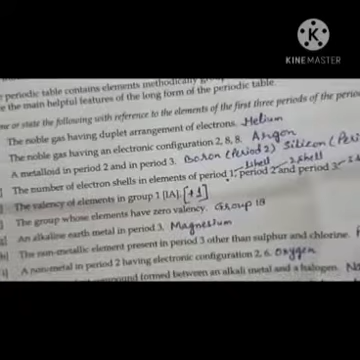 K
KINEMASTER
periodic table contains elements methodically
the main helpful features of the long form of the periodic table.
or state the following with reference to the elements of the first three periods of the
The noble gas having duplet arrangement of electrons. Helium
The noble gas having an electronic configuration 2, 8, 8. Argon
A metalloid in period 2 and in period 3. Boron (Period 2) Silicon (
The number of electron shells in elements of period 1, period 2 and period 3. 1 shell 2 shell
The valency of elements in group 1 [IA]. [+1]
The group whose elements have zero valency. Group 18
An alkaline earth metal in period 3. Magnesium
The non-metallic element present in period 3 other than sulphur and chlorine.
A non-metal in period 2 having electronic configuration 2, 6. Oxygen
compound formed between an alkali metal and a halogen.